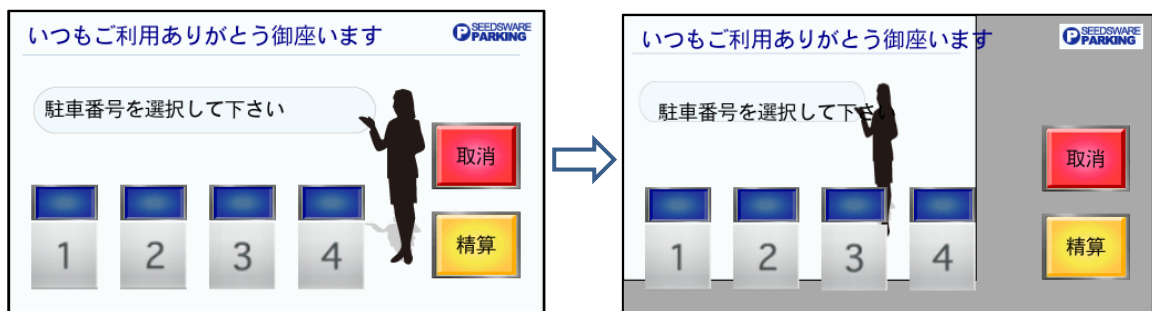 いつもご利用ありがとう御座います
P SEEDSWARE
PARKING
駐車番号を選択して下さい
取消
1
2
3
4
精算
いつもご利用ありがとう御座います
P SEEDSWARE
PARKING
駐車番号を選択して下さい
取消
1
2
3
4
精算